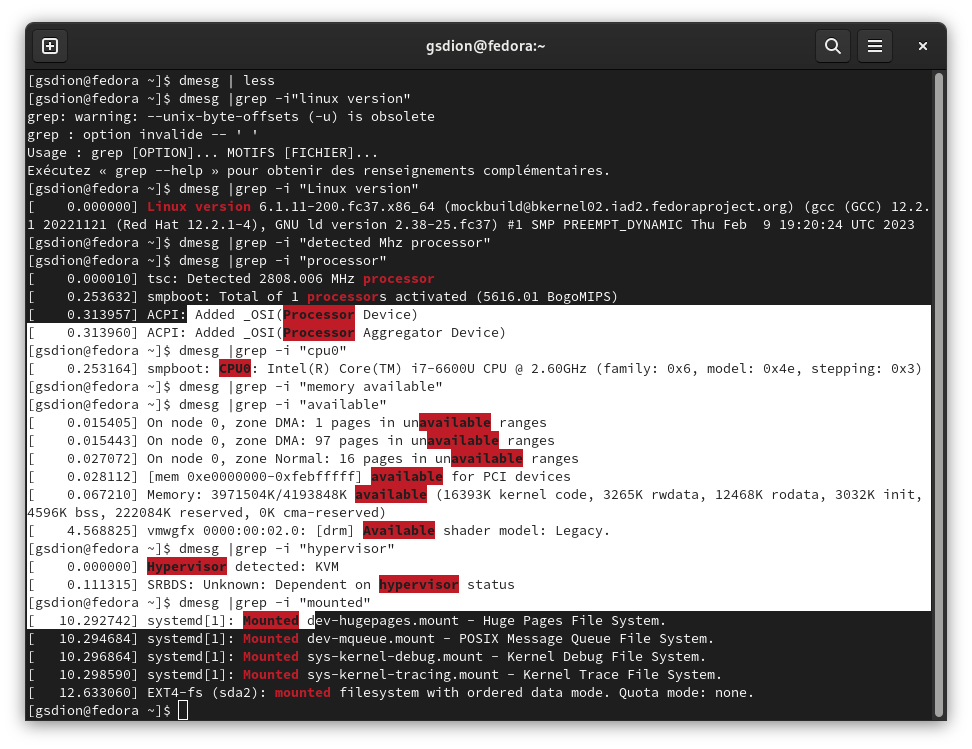 gsdion@fedora:~
[gsdion@fedora ~]$ dmesg | less
[gsdion@fedora ~]$ dmesg |grep -i"linux version"
grep: warning: --unix-byte-offsets (-u) is obsolete
grep : option invalide -- ' '
Usage : grep [OPTION]... MOTIFS [FICHIER]...
Exécutez « grep --help » pour obtenir des renseignements complémentaires.
[gsdion@fedora ~]$ dmesg |grep -i "Linux version"
[    0.000000] Linux version 6.1.11-200.fc37.x86_64 (mockbuild@bkernel02.iad2.fedoraproject.org) (gcc (GCC) 12.2.
1 20221121 (Red Hat 12.2.1-4), GNU ld version 2.38-25.fc37) #1 SMP PREEMPT_DYNAMIC Thu Feb  9 19:20:24 UTC 2023
[gsdion@fedora ~]$ dmesg |grep -i "detected Mhz processor"
[gsdion@fedora ~]$ dmesg |grep -i "processor"
[    0.000010] tsc: Detected 2808.006 MHz processor
[    0.253632] smpboot: Total of 1 processors activated (5616.01 BogoMIPS)
[    0.313957] ACPI: Added _OSI(Processor Device)
[    0.313960] ACPI: Added _OSI(Processor Aggregator Device)
[gsdion@fedora ~]$ dmesg |grep -i "cpu0"
[    0.253164] smpboot: CPU0: Intel(R) Core(TM) i7-6600U CPU @ 2.60GHz (family: 0x6, model: 0x4e, stepping: 0x3)
[gsdion@fedora ~]$ dmesg |grep -i "memory available"
[gsdion@fedora ~]$ dmesg |grep -i "available"
[    0.015405] On node 0, zone DMA: 1 pages in unavailable ranges
[    0.015443] On node 0, zone DMA: 97 pages in unavailable ranges
[    0.027072] On node 0, zone Normal: 16 pages in unavailable ranges
[    0.028112] [mem 0xe0000000-0xfebfffff] available for PCI devices
[    0.067210] Memory: 3971504K/4193848K available (16393K kernel code, 3265K rwdata, 12468K rodata, 3032K init,
4596K bss, 222084K reserved, 0K cma-reserved)
[    4.568825] vmwgfx 0000:00:02.0: [drm] Available shader model: Legacy.
[gsdion@fedora ~]$ dmesg |grep -i "hypervisor"
[    0.000000] Hypervisor detected: KVM
[    0.111315] SRBDS: Unknown: Dependent on hypervisor status
[gsdion@fedora ~]$ dmesg |grep -i "mounted"
[   10.292742] systemd[1]: Mounted dev-hugepages.mount - Huge Pages File System.
[   10.294684] systemd[1]: Mounted dev-mqueue.mount - POSIX Message Queue File System.
[   10.296864] systemd[1]: Mounted sys-kernel-debug.mount - Kernel Debug File System.
[   10.298590] systemd[1]: Mounted sys-kernel-tracing.mount - Kernel Trace File System.
[   12.633060] EXT4-fs (sda2): mounted filesystem with ordered data mode. Quota mode: none.
[gsdion@fedora ~]$